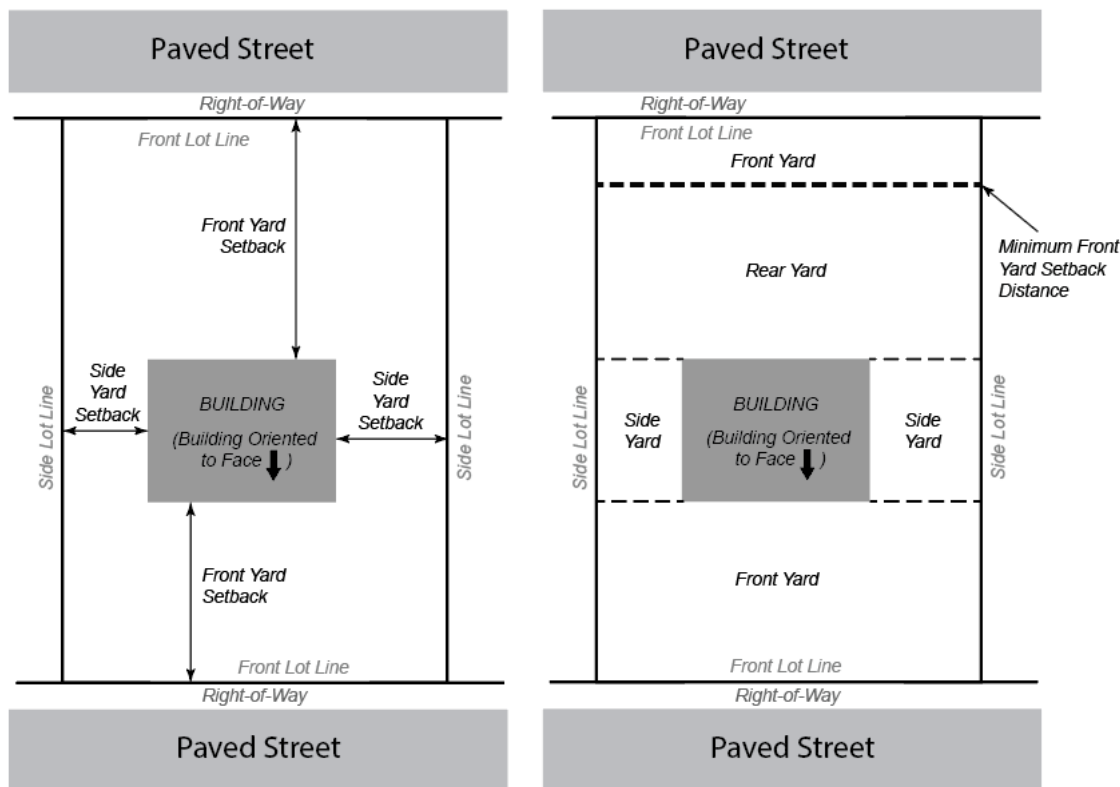 Paved Street
Right-of-Way
Front Lot Line
Front Yard
Setback
Side
Yard
Setback
Side
Yard
Setback
Side Lot Line
Side Lot Line
BUILDING
(Building Oriented
to Face )
Front Yard
Setback
Front Lot Line
Right-of-Way
Paved Street
Paved Street
Right-of-Way
Front Lot Line
Front Yard
Minimum Front
Yard Setback
Distance
Rear Yard
Side Lot Line
Side
Yard
BUILDING
(Building Oriented
to Face )
Side
Yard
Side Lot Line
Front Yard
Front Lot Line
Right-of-Way
Paved Street